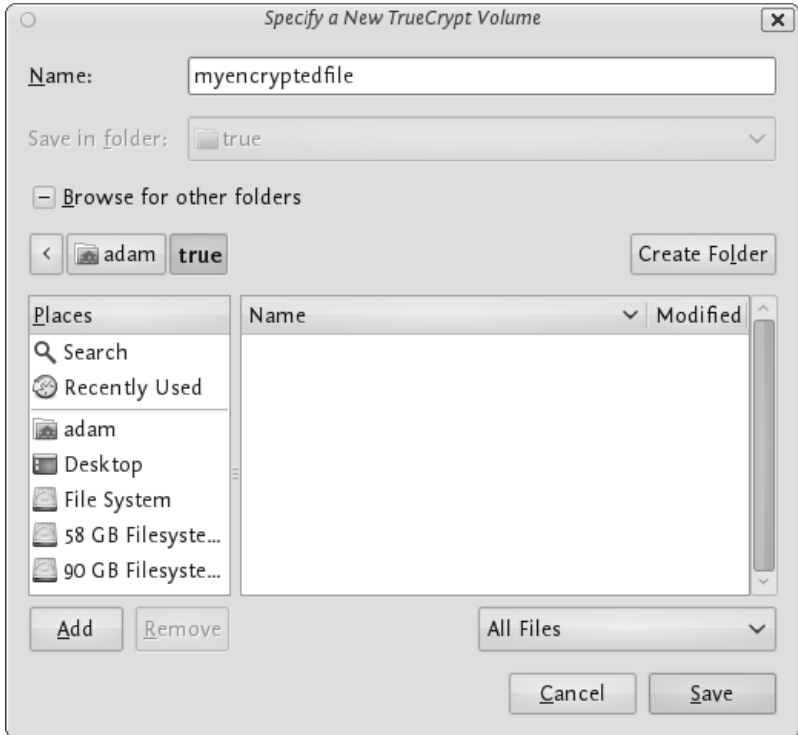 Specify a New TrueCrypt Volume
Name: myencryptedfile
Save in folder: true
Browse for other folders
< adam true Create Folder
Places Name Modified
Search
Recently Used
adam
Desktop
File System
58 GB Filesyste...
90 GB Filesyste...
Add Remove All Files
Cancel Save